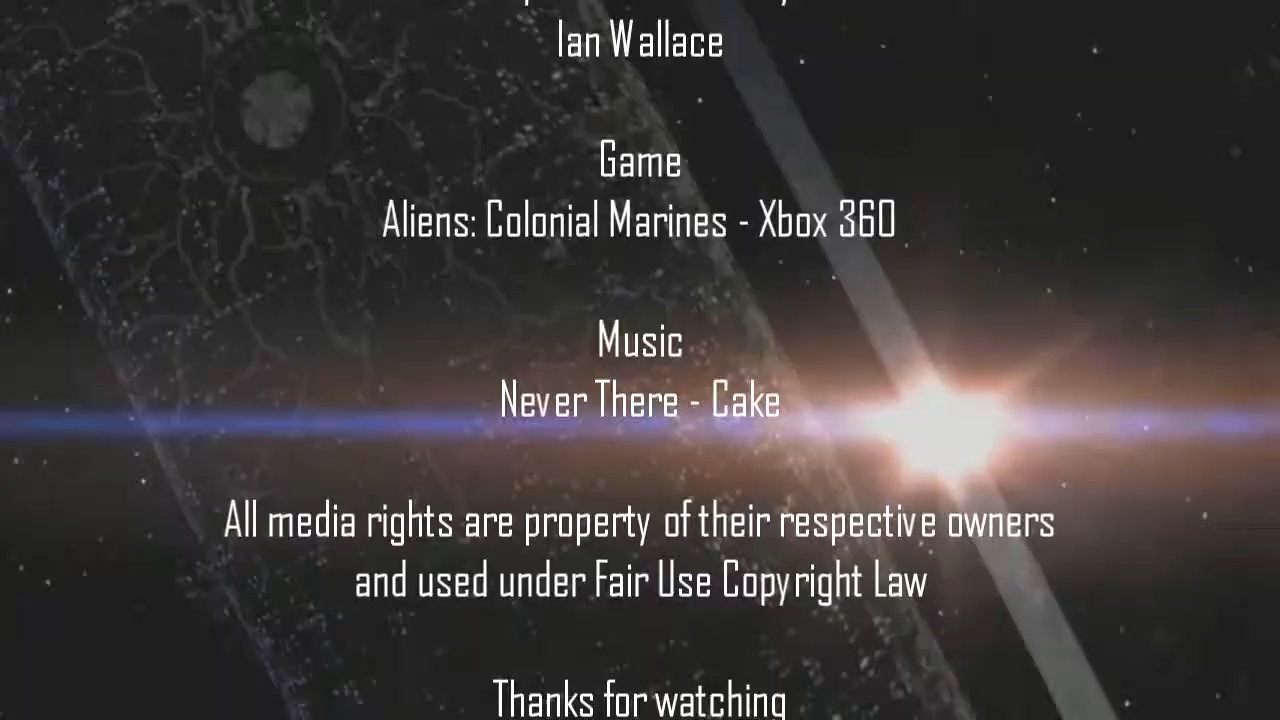 Ian Wallace
Game
Aliens: Colonial Marines - Xbox 360
Music
Never There - Cake
All media rights are property of their respective owners
and used under Fair Use Copyright Law
Thanks for watching